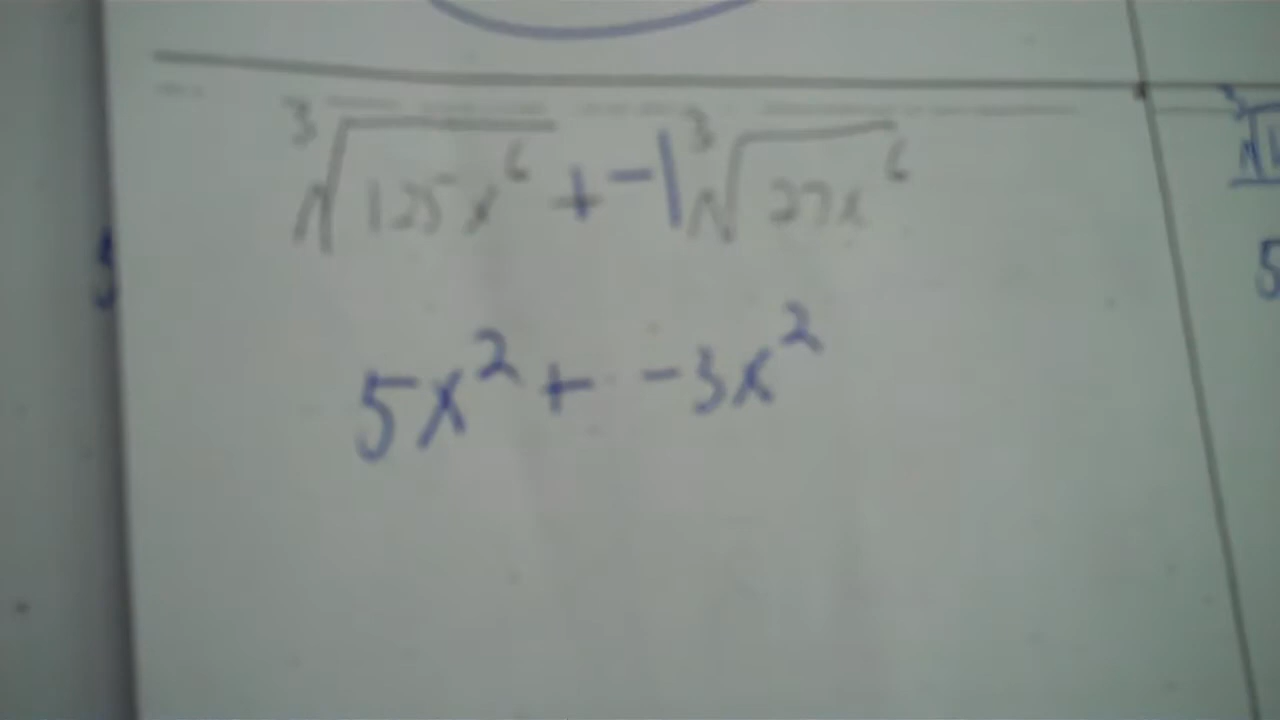 ∛125x⁶ + -1∛27x⁶
5x² + -3x²